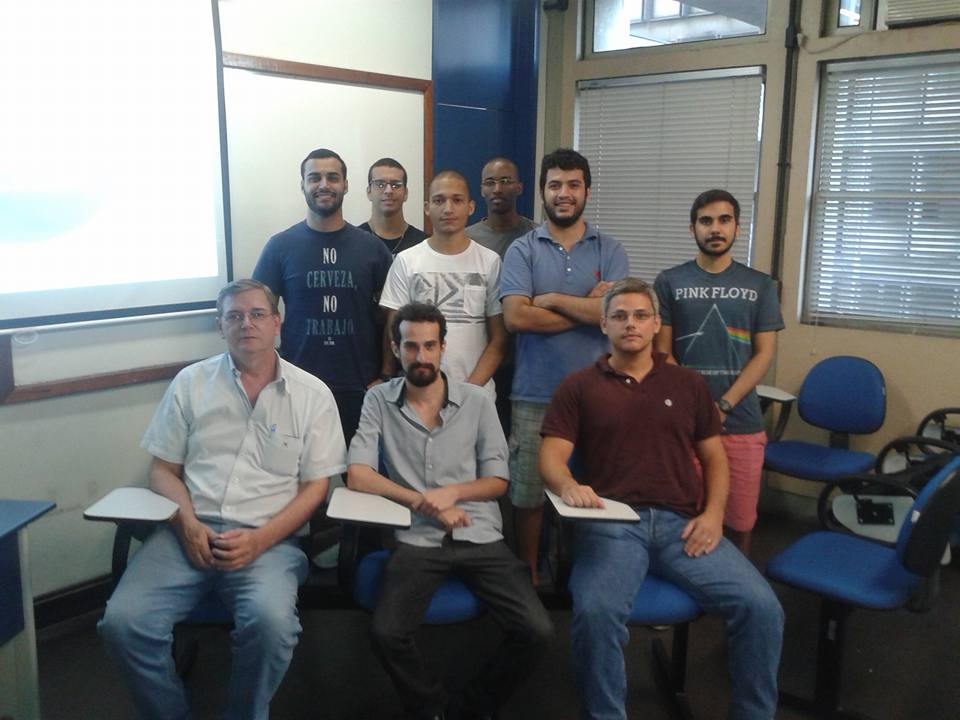 NO
CERVEZA,
NO
TRABAJO.
PINK FLOYD